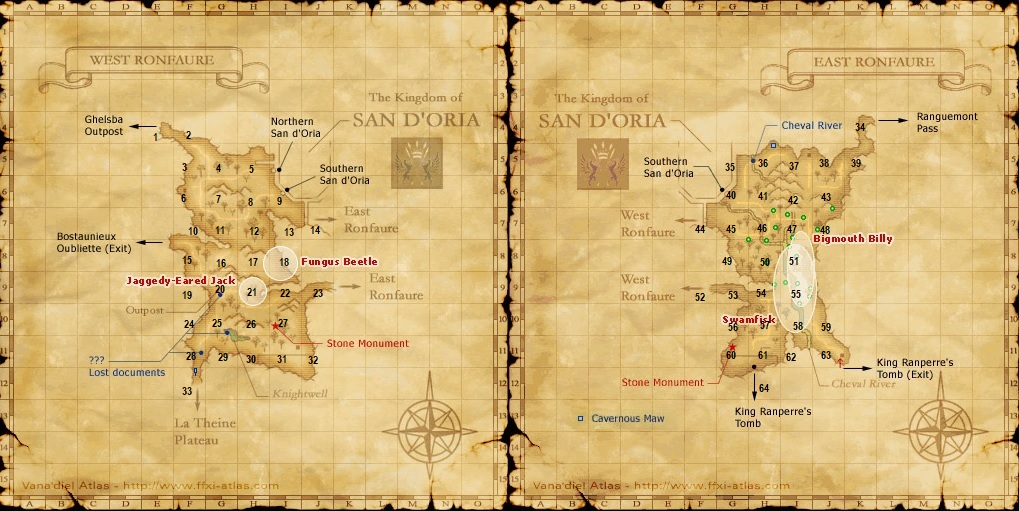 A B C D E F G H I J K L M N O
WEST RONFAURE
The Kingdom of
SAN D'ORIA
Ghelsba
Outpost
Northern
San d'Oria
Southern
San d'Oria
1
2
3
4
5
6
7
8
9
10
11
12
13
14
East
Ronfaure
Bostaunieux
Oubliette (Exit)
15
16
17
18
Fungus Beetle
Jaggedy-Eared Jack
East
Ronfaure
19
20
21
22
23
Outpost
24
25
26
27
Stone Monument
???
Lost documents
28
29
30
31
32
33
Knightwell
La Theine
Plateau
Vana'diel Atlas - http://www.ffxi-atlas.com
A B C D E F G H I J K L M N O
EAST RONFAURE
The Kingdom of
SAN D'ORIA
Cheval River
34
Ranguemont
Pass
Southern
San d'Oria
35
36
37
38
39
40
41
42
43
West
Ronfaure
44
45
46
47
48
Bigmouth Billy
49
50
51
West
Ronfaure
52
53
54
55
Swamfisk
56
57
58
59
60
61
62
63
King Ranperre's
Tomb (Exit)
Stone Monument
Cheval River
64
King Ranperre's
Tomb
Cavernous Maw
Vana'diel Atlas - http://www.ffxi-atlas.com